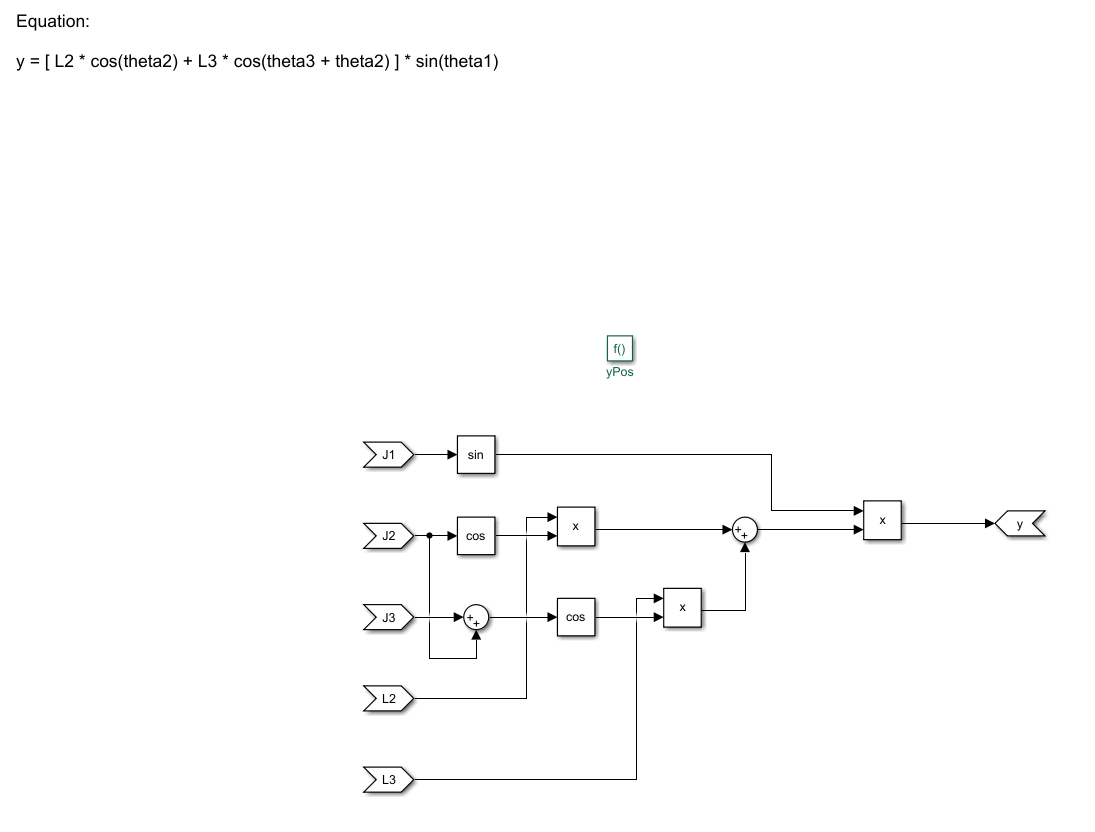 Equation:
y = [ L2 * cos(theta2) + L3 * cos(theta3 + theta2) ] * sin(theta1)
f()
yPos
J1
sin
J2
cos
x
+
+
x
y
J3
+
+
cos
x
L2
L3